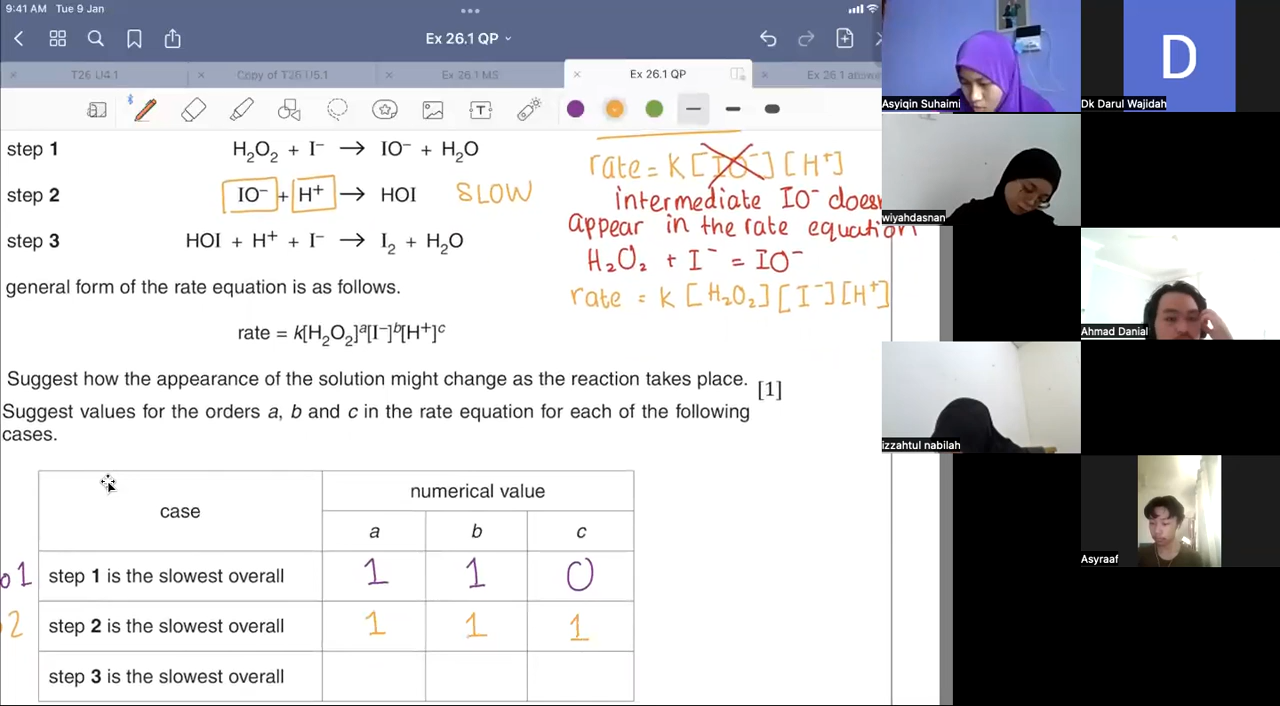 9:41 AM Tue 9 Jan
Ex 26.1 QP
T26 U4.1
Copy of T26 U5.1
Ex 26.1 MS
Ex 26.1 QP
Ex 26.1 answe
step 1 H₂O₂ + I⁻ → IO⁻ + H₂O
step 2 IO⁻ + H⁺ → HOI SLOW
step 3 HOI + H⁺ + I⁻ → I₂ + H₂O
rate = K [IO⁻] [H⁺]
intermediate IO⁻ does
appear in the rate equation
H₂O₂ + I⁻ = IO⁻
rate = K [H₂O₂] [I⁻] [H⁺]
general form of the rate equation is as follows.
rate = k[H₂O₂]ᵃ[I⁻]ᵇ[H⁺]ᶜ
Suggest how the appearance of the solution might change as the reaction takes place. [1]
Suggest values for the orders a, b and c in the rate equation for each of the following
cases.
case
numerical value
a b c
1 step 1 is the slowest overall 1 1 0
2 step 2 is the slowest overall 1 1 1
step 3 is the slowest overall
Asyiqin Suhaimi
Dk Darul Wajidah
D
wiyahdasnan
Ahmad Danial
izzahtul nabilah
Asyraaf